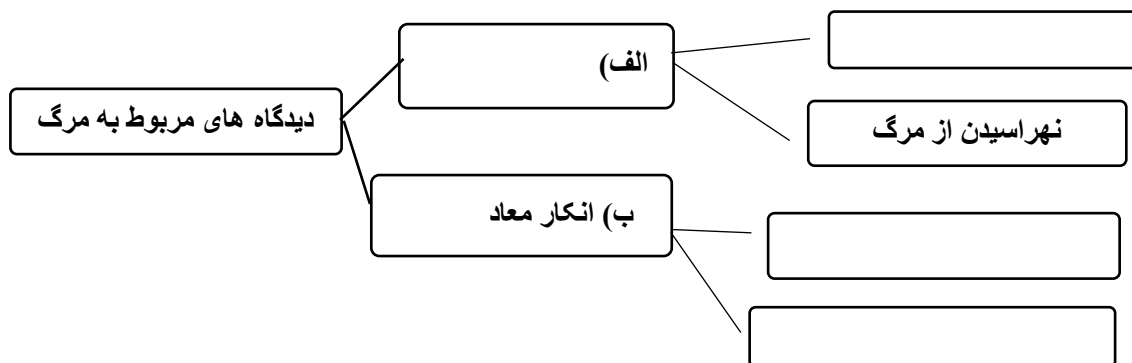 دیدگاه های مربوط به مرگ
الف)
نهراسیدن از مرگ
ب) انکار معاد